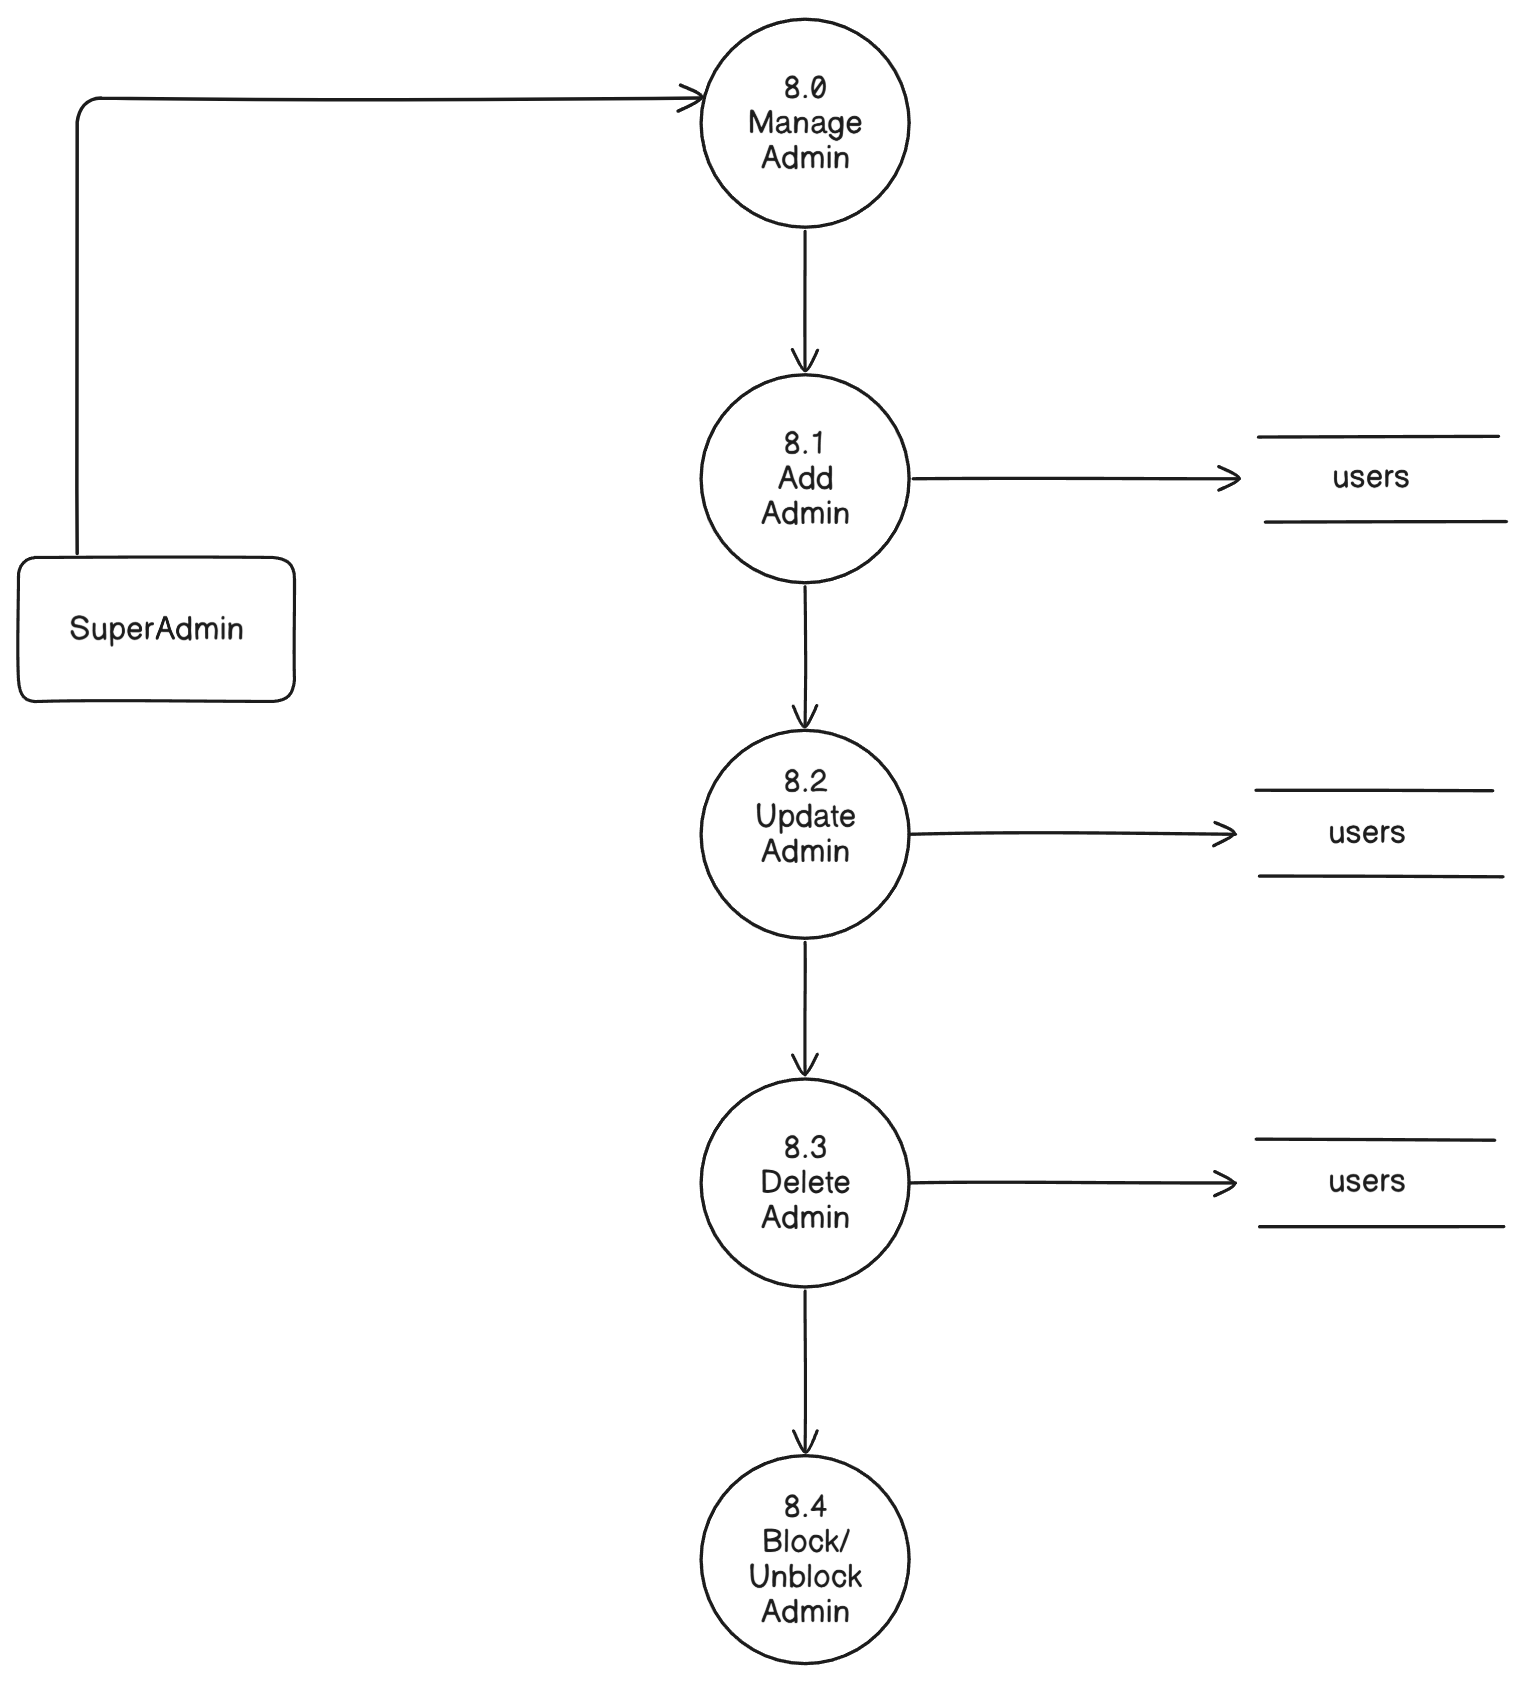 8.0
Manage
Admin
8.1
Add
Admin
users
SuperAdmin
8.2
Update
Admin
users
8.3
Delete
Admin
users
8.4
Block/
Unblock
Admin